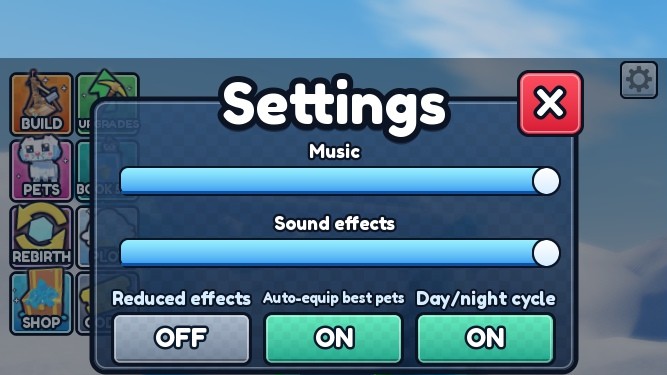 Settings
Music
Sound effects
Reduced effects
Auto-equip best pets
Day/night cycle
OFF
ON
ON
BUILD
UPGRADES
PETS
REBIRTH
SHOP